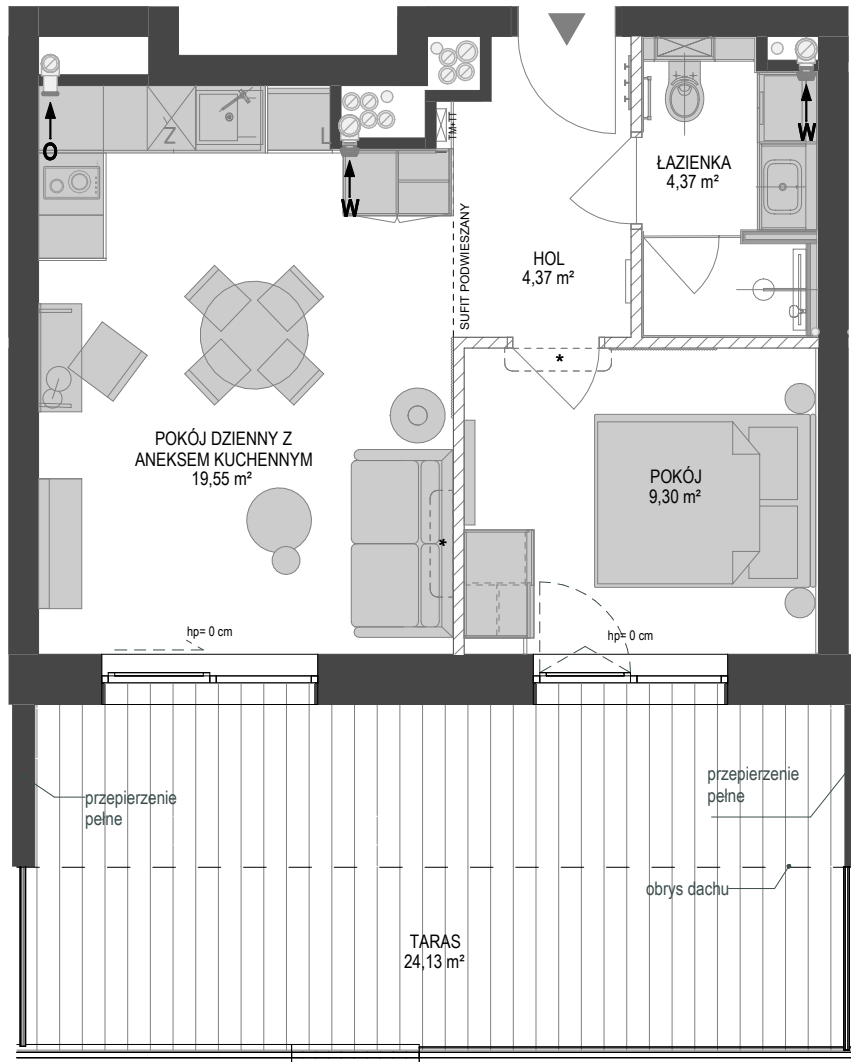 O
Z
L
W
TM+TT
SUFIT PODWIESZANY
W
ŁAZIENKA
4,37 m²
HOL
4,37 m²
*
POKÓJ DZIENNY Z
ANEKSEM KUCHENNYM
19,55 m²
POKÓJ
9,30 m²
*
hp= 0 cm
hp= 0 cm
przepierzenie
pełne
przepierzenie
pełne
obrys dachu
TARAS
24,13 m²